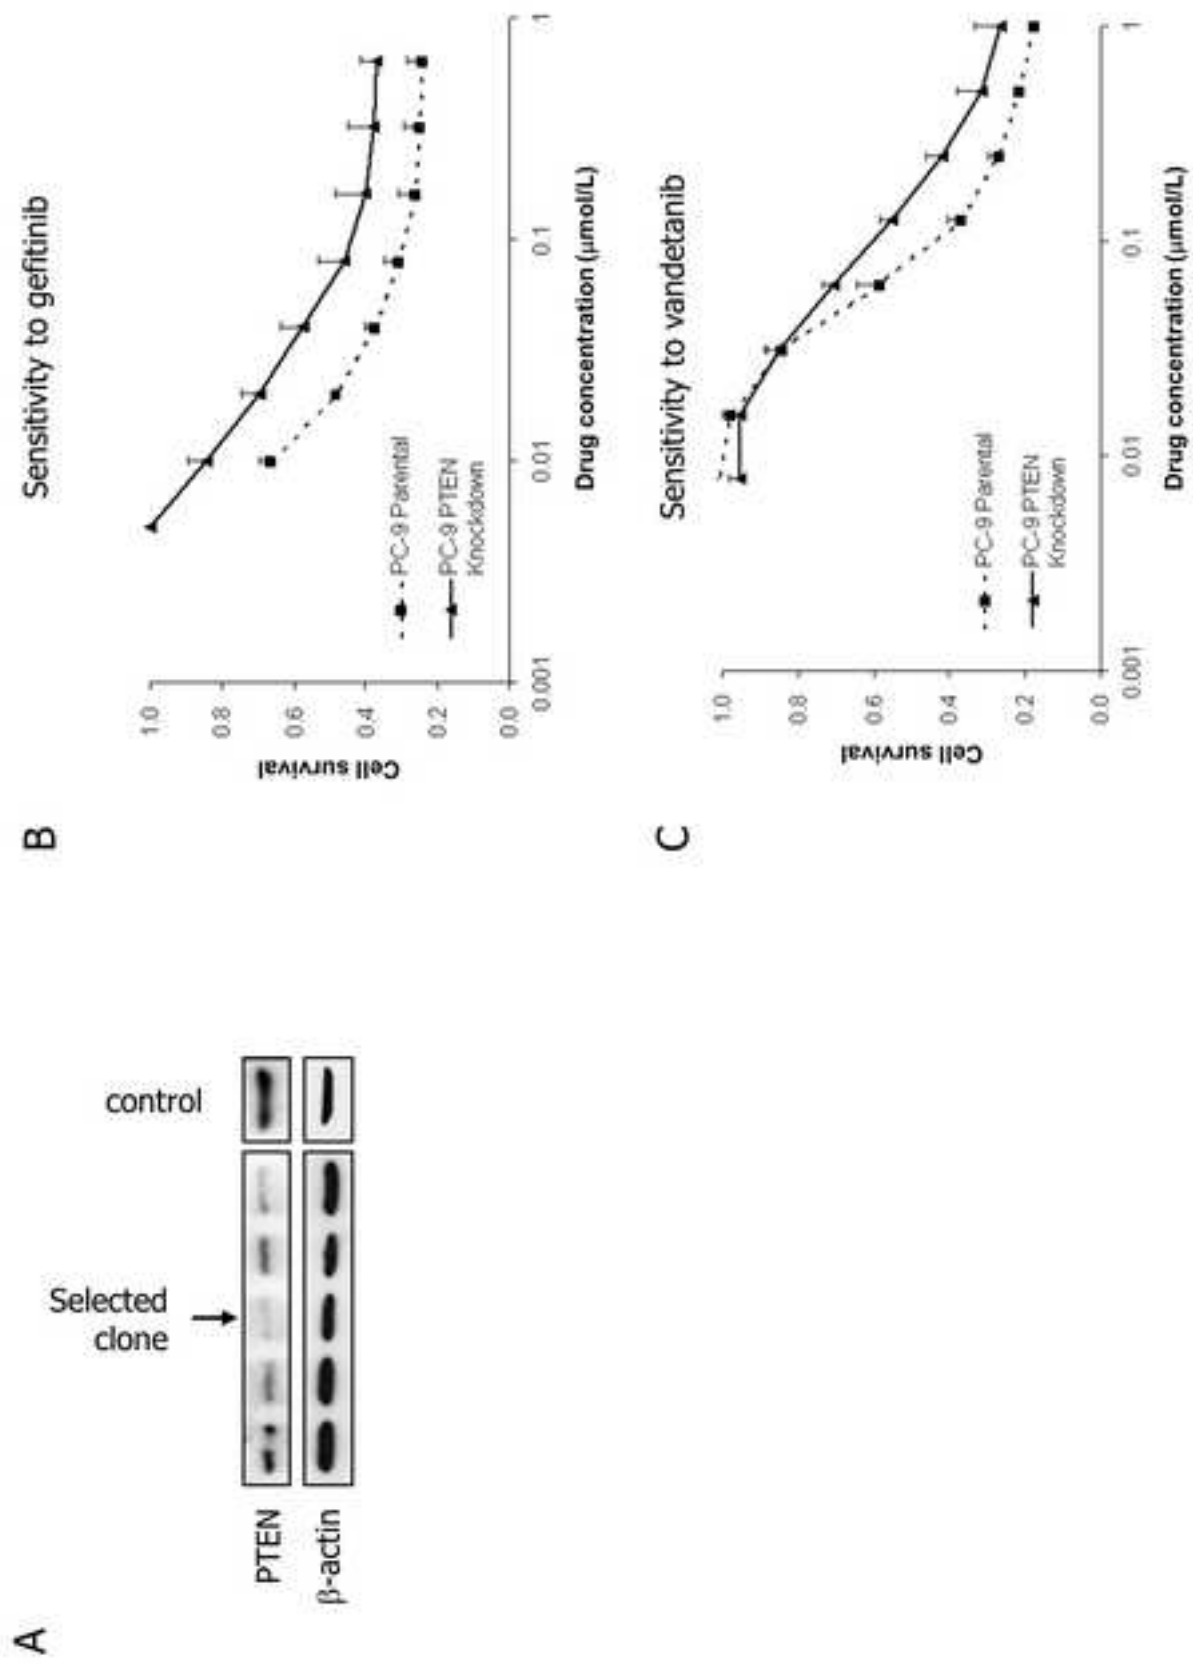 A
Selected
clone
control
PTEN
β-actin
B
Sensitivity to gefitinib
1.0
0.8
0.6
0.4
0.2
0.0
Cell survival
PC-9 Parental
PC-9 PTEN
Knockdown
0.001
0.01
0.1
1
Drug concentration (μmol/L)
C
Sensitivity to vandetanib
1.0
0.8
0.6
0.4
0.2
0.0
Cell survival
PC-9 Parental
PC-9 PTEN
Knockdown
0.001
0.01
0.1
1
Drug concentration (μmol/L)